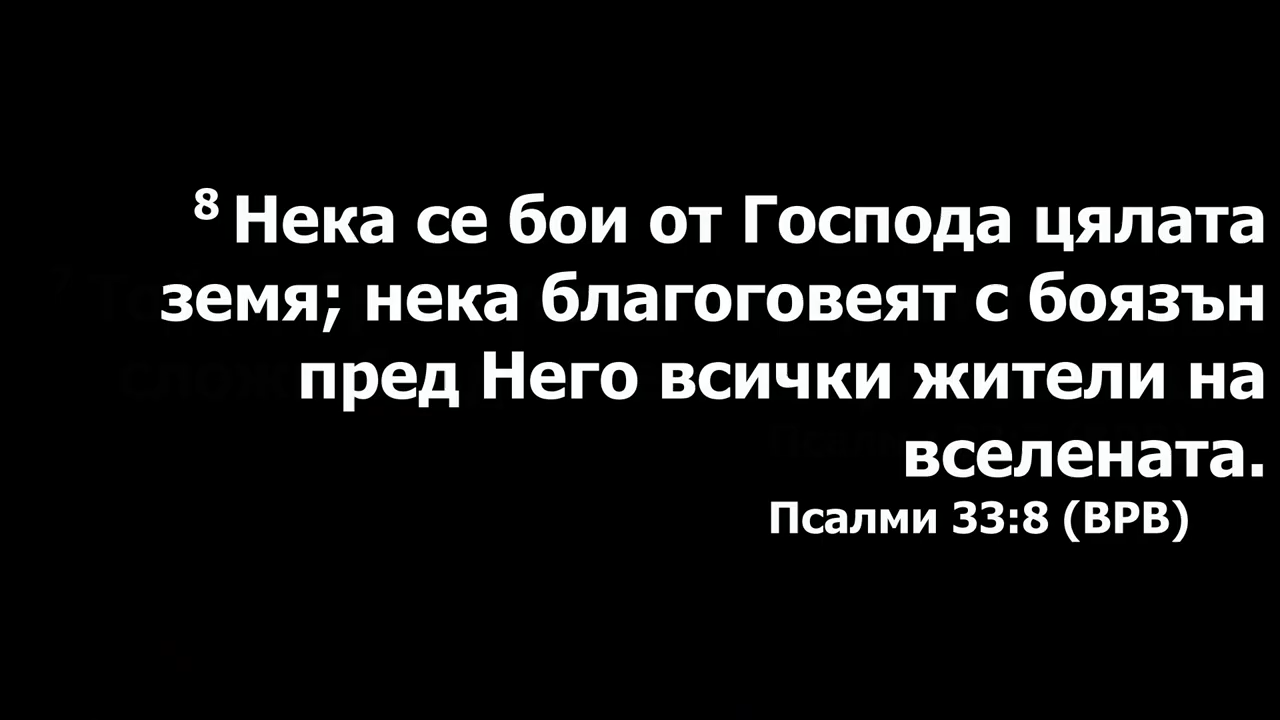 8 Нека се бои от Господа цялата
земя; нека благоговеят с боязън
пред Него всички жители на
вселената.
Псалми 33:8 (ВРВ)